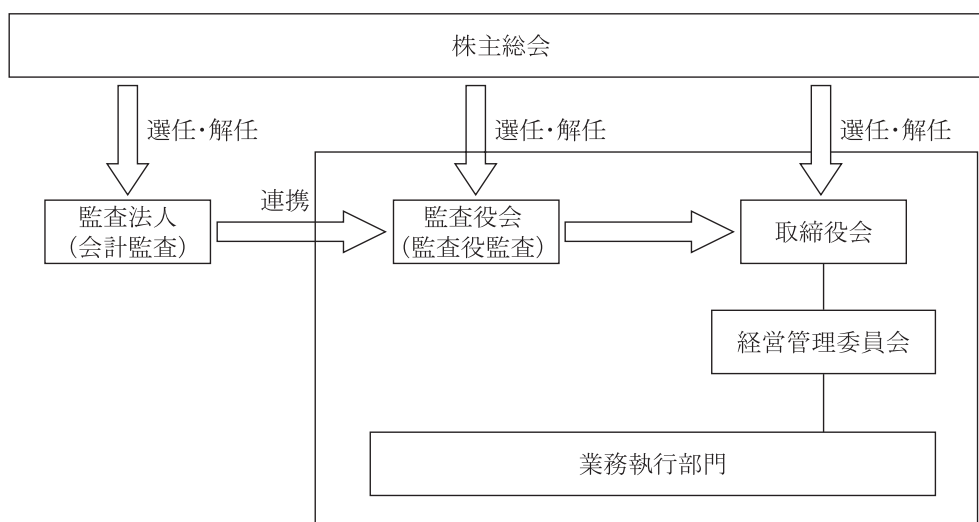 株主総会
選任・解任
選任・解任
選任・解任
連携
監査法人
(会計監査)
監査役会
(監査役監査)
取締役会
経営管理委員会
業務執行部門